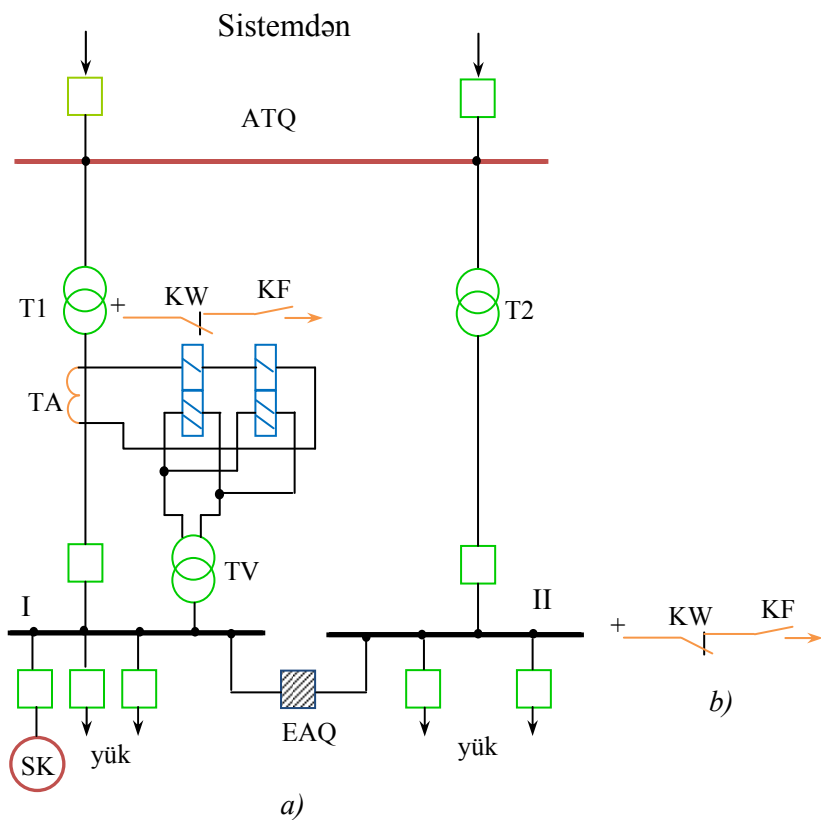 Sistemdən
ATQ
T1
+
KW
KF
T2
TA
TV
I
II
+
KW
KF
b)
EAQ
SK
yük
yük
a)